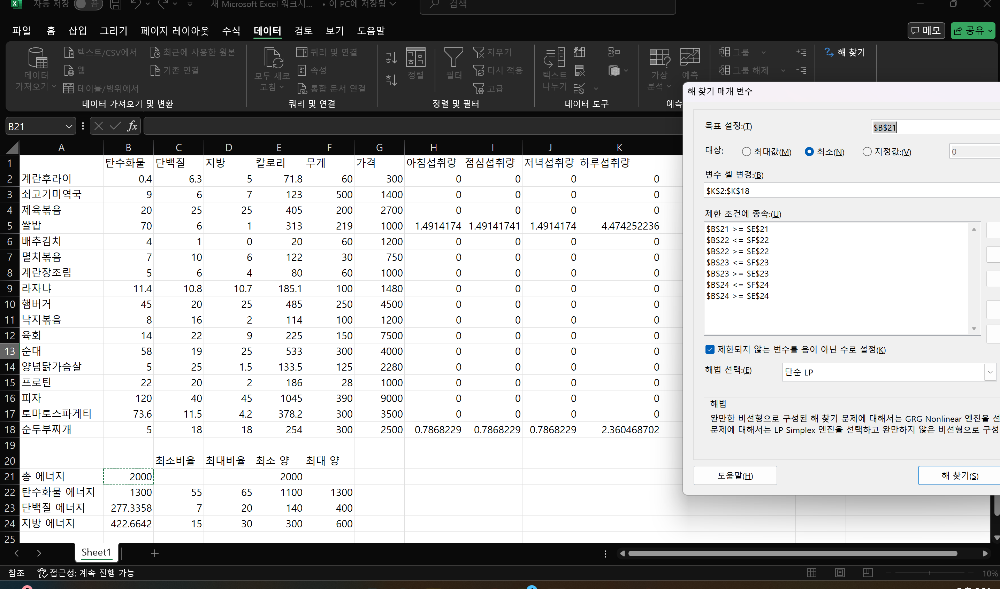 자동 저장 끔 새 Microsoft Excel 워크시... • 이 PC에 저장됨 검색
파일 홈 삽입 그리기 페이지 레이아웃 수식 데이터 검토 보기 도움말 메모 공유
데이터 가져오기
텍스트/CSV에서
웹
테이블/범위에서
최근에 사용한 원본
기존 연결
데이터 가져오기 및 변환
모두 새로 고침
쿼리 및 연결
속성
통합 문서 연결
쿼리 및 연결
정렬
필터
지우기
다시 적용
고급
정렬 및 필터
텍스트 나누기
데이터 도구
가상 분석
예측
예측
그룹
그룹 해제
해 찾기
B21 fx
A B C D E F G H I J K
1 탄수화물 단백질 지방 칼로리 무게 가격 아침섭취량 점심섭취량 저녁섭취량 하루섭취량
2 계란후라이 0.4 6.3 5 71.8 60 300 0 0 0 0
3 쇠고기미역국 9 6 7 123 500 1400 0 0 0 0
4 제육볶음 20 25 25 405 200 2700 0 0 0 0
5 쌀밥 70 6 1 313 219 1000 1.4914174 1.49141741 1.4914174 4.474252236
6 배추김치 4 1 0 20 60 1200 0 0 0 0
7 멸치볶음 7 10 6 122 30 750 0 0 0 0
8 계란장조림 5 6 4 80 60 1000 0 0 0 0
9 라자냐 11.4 10.8 10.7 185.1 100 1480 0 0 0 0
10 햄버거 45 20 25 485 250 4500 0 0 0 0
11 낙지볶음 8 16 2 114 100 1200 0 0 0 0
12 육회 14 22 9 225 150 7500 0 0 0 0
13 순대 58 19 25 533 300 4000 0 0 0 0
14 양념닭가슴살 5 25 1.5 133.5 125 2280 0 0 0 0
15 프로틴 22 20 2 186 28 1000 0 0 0 0
16 피자 120 40 45 1045 390 9000 0 0 0 0
17 토마토스파게티 73.6 11.5 4.2 378.2 300 3500 0 0 0 0
18 순두부찌개 5 18 18 254 300 2500 0.7868229 0.7868229 0.7868229 2.360468702
19
20 최소비율 최대비율 최소 양 최대 양
21 총 에너지 2000 2000
22 탄수화물 에너지 1300 55 65 1100 1300
23 단백질 에너지 277.3358 7 20 140 400
24 지방 에너지 422.6642 15 30 300 600
25
해 찾기 매개 변수
목표 설정:(T) $B$21
대상: 최대값(M) 최소(N) 지정값:(V) 0
변수 셀 변경:(B)
$K$2:$K$18
제한 조건에 종속:(U)
$B$21 >= $E$21
$B$22 <= $F$22
$B$22 >= $E$22
$B$23 <= $F$23
$B$23 >= $E$23
$B$24 <= $F$24
$B$24 >= $E$24
제한되지 않는 변수를 음이 아닌 수로 설정(K)
해법 선택:(E) 단순 LP
해법
완만한 비선형으로 구성된 해 찾기 문제에 대해서는 GRG Nonlinear 엔진을 선
문제에 대해서는 LP Simplex 엔진을 선택하고 완만하지 않은 비선형으로 구성
도움말(H) 해 찾기(S)
Sheet1
참조 접근성: 계속 진행 가능 10%